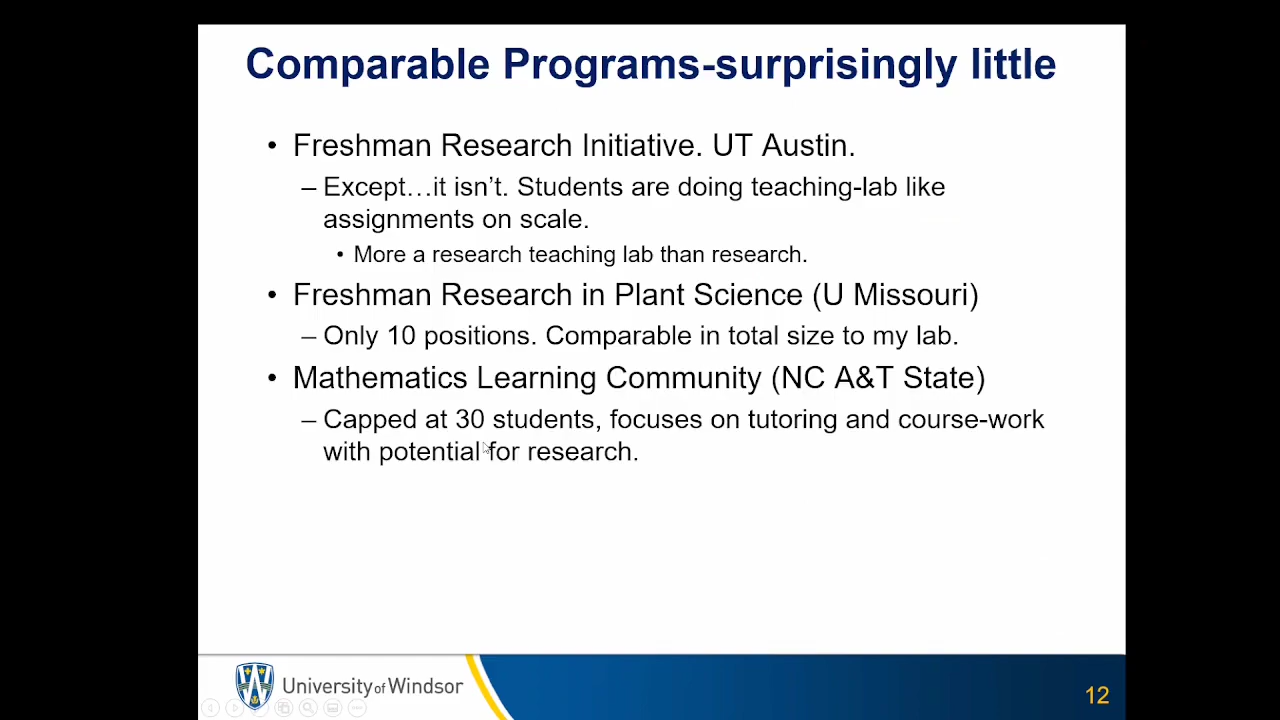 Comparable Programs-surprisingly little
• Freshman Research Initiative. UT Austin.
– Except…it isn’t. Students are doing teaching-lab like
assignments on scale.
• More a research teaching lab than research.
• Freshman Research in Plant Science (U Missouri)
– Only 10 positions. Comparable in total size to my lab.
• Mathematics Learning Community (NC A&T State)
– Capped at 30 students, focuses on tutoring and course-work
with potential for research.
University of Windsor
12